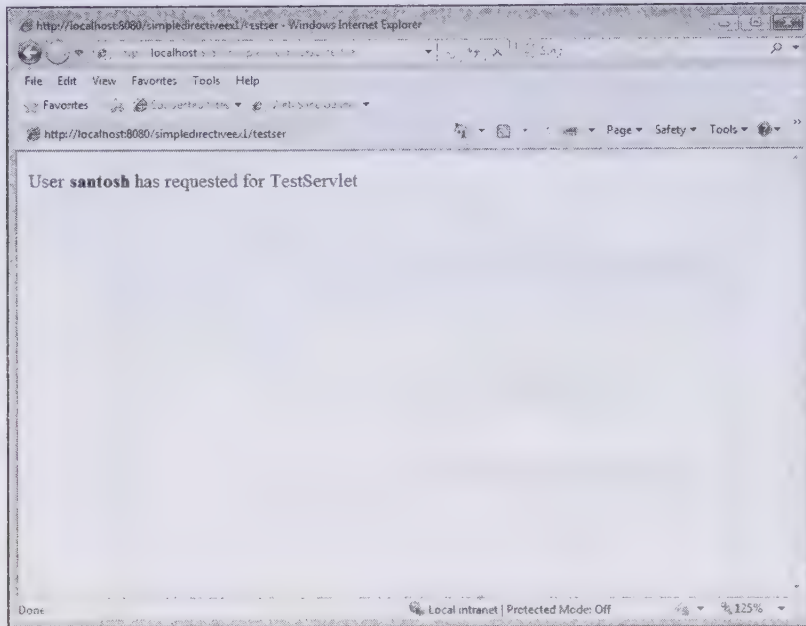 http://localhost:8080/simpledirectiveex1/testser - Windows Internet Explorer
localhost
File Edit View Favorites Tools Help
Favorites
http://localhost:8080/simpledirectiveex1/testser
Page Safety Tools
User santosh has requested for TestServlet
Done
Local intranet | Protected Mode: Off
125%